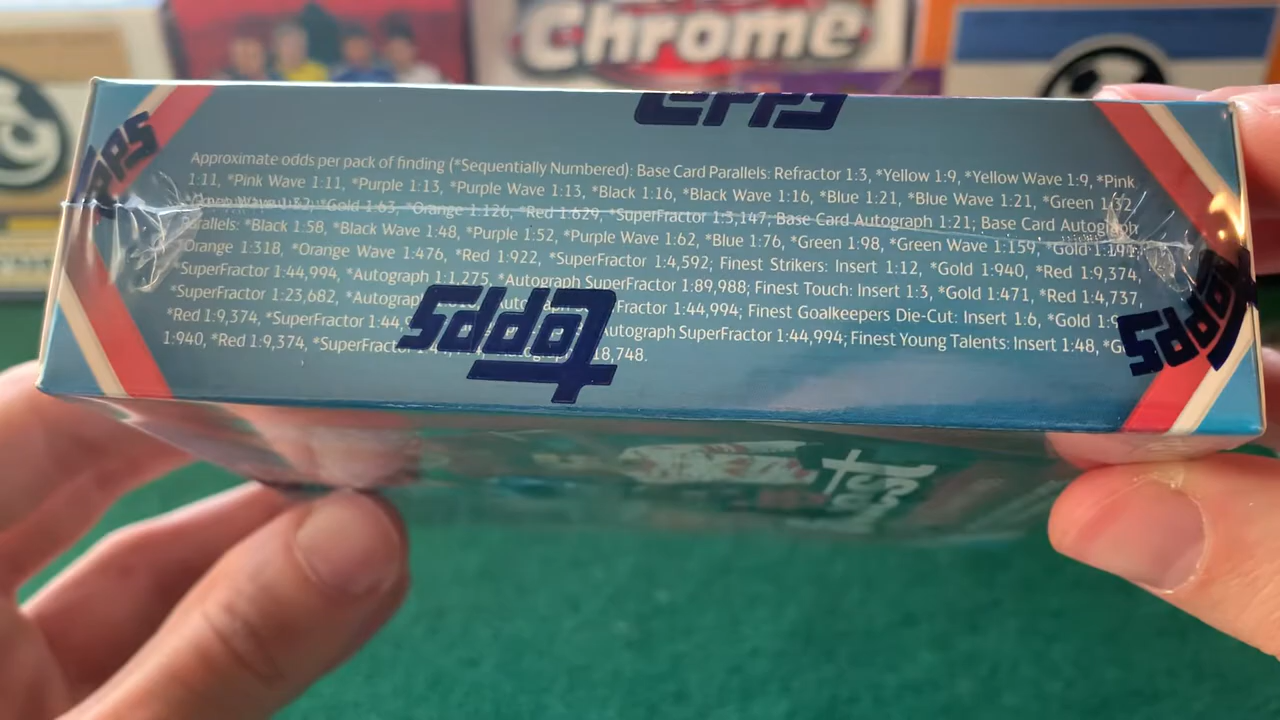 Chrome
Topps
Topps
Approximate odds per pack of finding (*Sequentially Numbered): Base Card Parallels: Refractor 1:3, *Yellow 1:9, *Yellow Wave 1:9, *Pink
1:11, *Pink Wave 1:11, *Purple 1:13, *Purple Wave 1:13, *Black 1:16, *Black Wave 1:16, *Blue 1:21, *Blue Wave 1:21, *Green 1:32,
*Green Wave 1:32, *Gold 1:63, *Orange 1:126, *Red 1:629, *SuperFractor 1:3,147; Base Card Autograph 1:21; Base Card Autograph
Parallels: *Black 1:58, *Black Wave 1:48, *Purple 1:52, *Purple Wave 1:62, *Blue 1:76, *Green 1:98, *Green Wave 1:159, *Gold 1:191,
*Orange 1:318, *Orange Wave 1:476, *Red 1:922, *SuperFractor 1:4,592; Finest Strikers: Insert 1:12, *Gold 1:940, *Red 1:9,374,
*SuperFractor 1:44,994, *Autograph 1:1,275, *Autograph SuperFractor 1:89,988; Finest Touch: Insert 1:3, *Gold 1:471, *Red 1:4,737,
*SuperFractor 1:23,682, *Autograph Factor 1:44,994; Finest Goalkeepers Die-Cut: Insert 1:6, *Gold
*Red 1:9,374, *SuperFractor Autograph SuperFractor 1:44,994; Finest Young Talents: Insert 1:48,
1:940, *Red 1:9,374, 18,748.
Topps
Topps